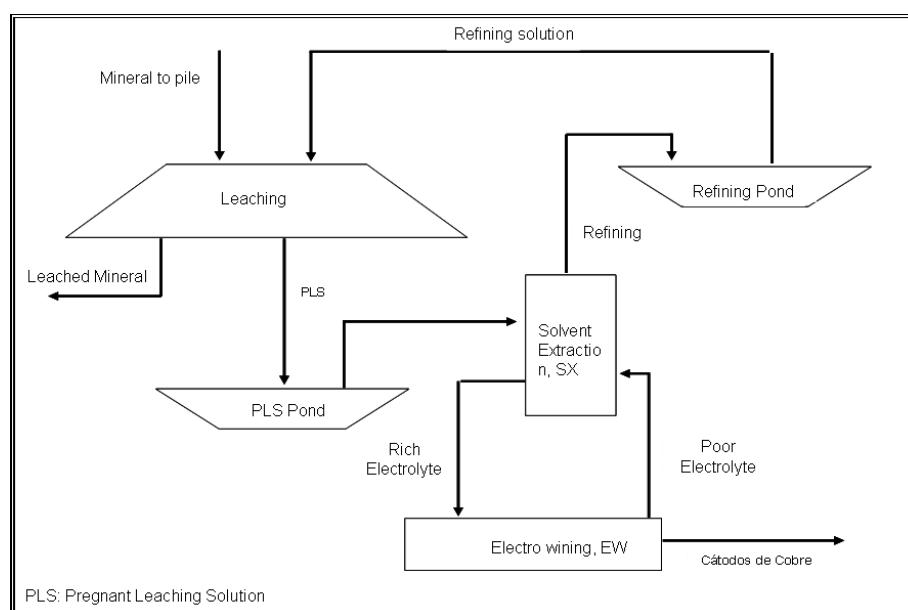 Refining solution
Mineral to pile
Leaching
Refining Pond
Refining
Leached Mineral
PLS
Solvent
Extractio
n, SX
PLS Pond
Rich
Electrolyte
Poor
Electrolyte
Electro wining, EW
Cátodos de Cobre
PLS: Pregnant Leaching Solution